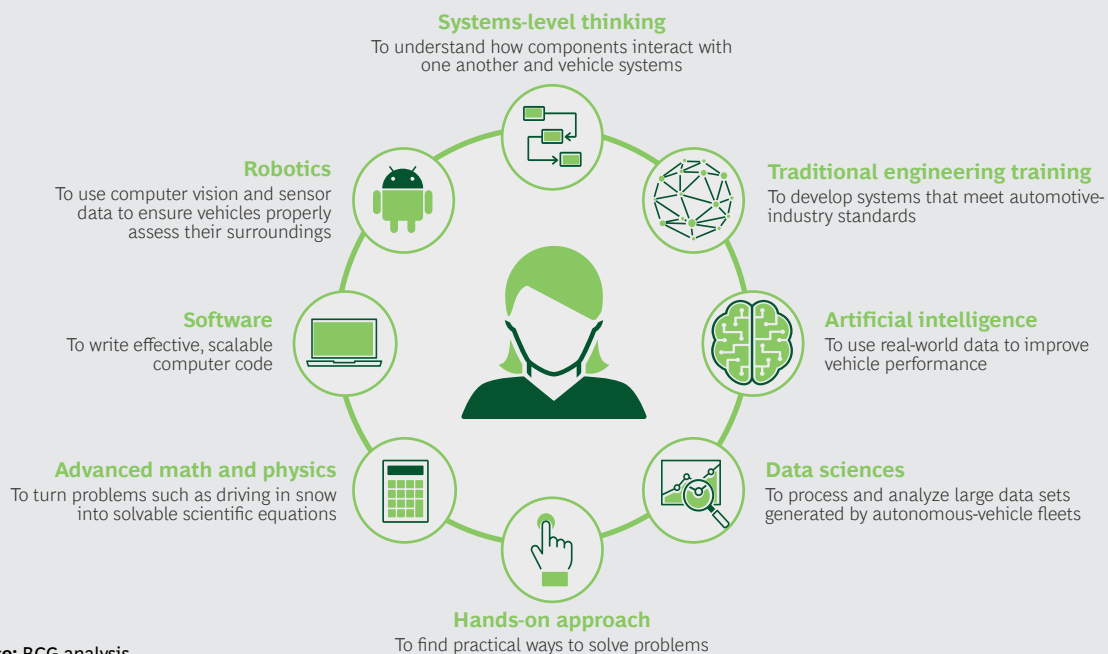 Systems-level thinking
To understand how components interact with
one another and vehicle systems
Robotics
To use computer vision and sensor
data to ensure vehicles properly
assess their surroundings
Traditional engineering training
To develop systems that meet automotive-
industry standards
Software
To write effective, scalable
computer code
Artificial intelligence
To use real-world data to improve
vehicle performance
Advanced math and physics
To turn problems such as driving in snow
into solvable scientific equations
Data sciences
To process and analyze large data sets
generated by autonomous-vehicle fleets
Hands-on approach
To find practical ways to solve problems
BCG analysis